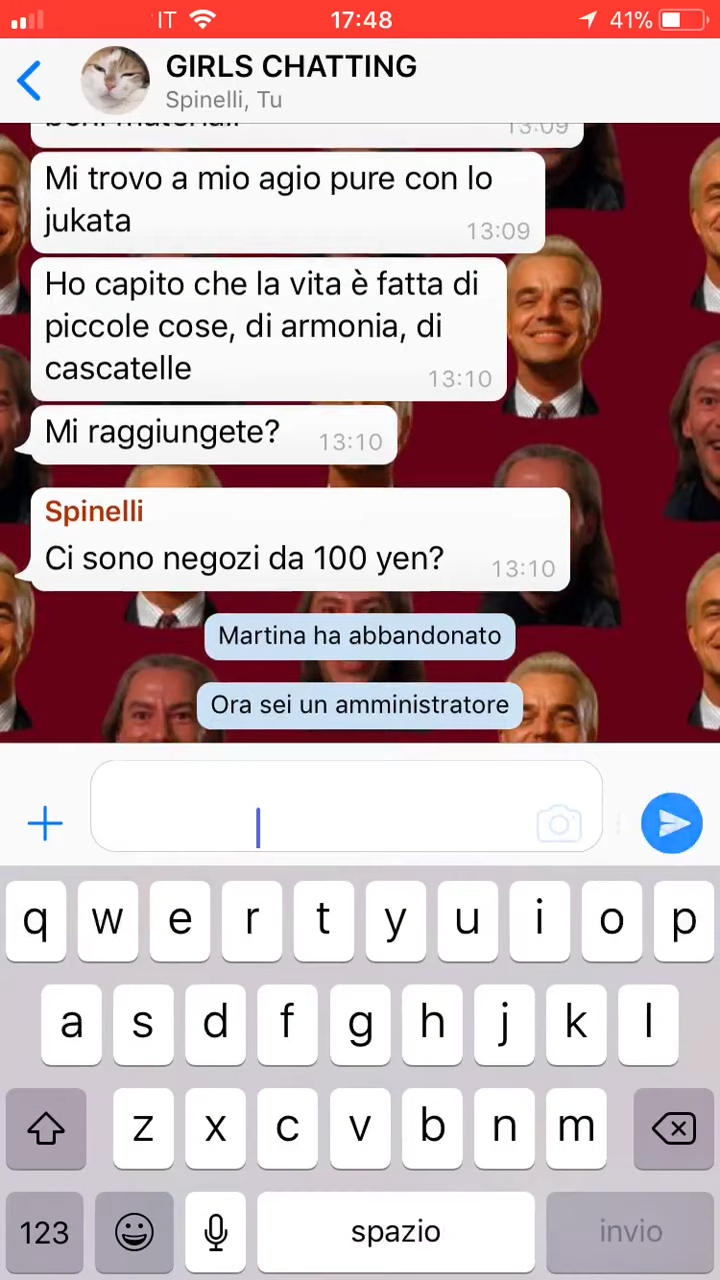 IT 17:48 41%
GIRLS CHATTING
Spinelli, Tu
beni materiali
13:09
Mi trovo a mio agio pure con lo
jukata
13:09
Ho capito che la vita è fatta di
piccole cose, di armonia, di
cascatelle
13:10
Mi raggiungete? 13:10
Spinelli
Ci sono negozi da 100 yen? 13:10
Martina ha abbandonato
Ora sei un amministratore
q w e r t y u i o p
a s d f g h j k l
z x c v b n m
123 spazio invio